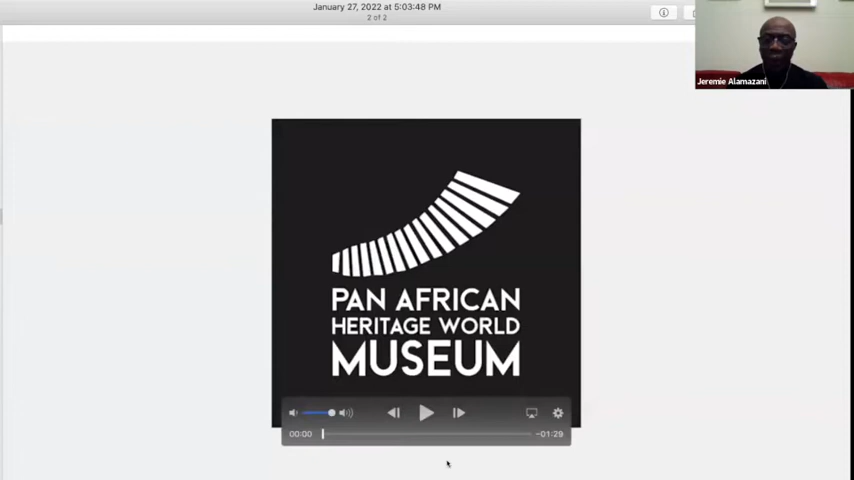 January 27, 2022 at 5:03:48 PM
2 of 2
Jeremie Alamazani
PAN AFRICAN
HERITAGE WORLD
MUSEUM
00:00
-01:29